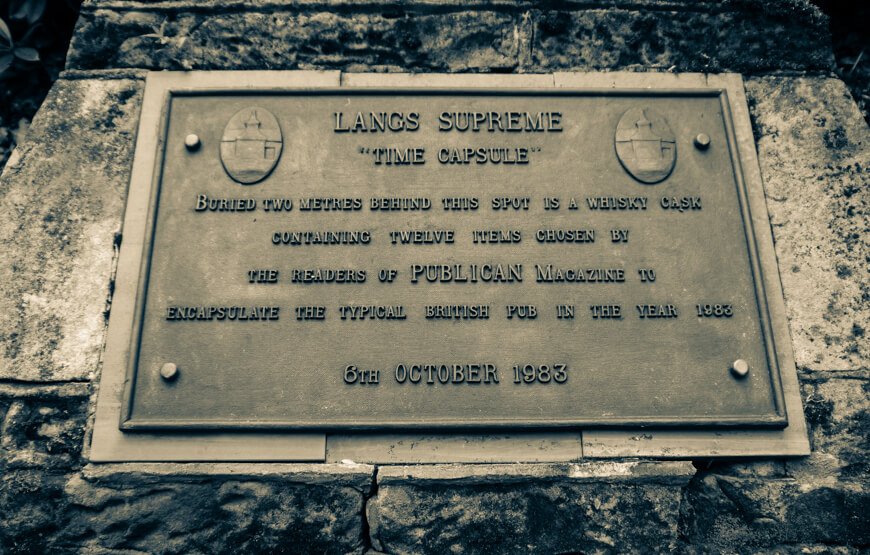 LANGS SUPREME
"TIME CAPSULE"
BURIED TWO METRES BEHIND THIS SPOT IS A WHISKY CASK
CONTAINING TWELVE ITEMS CHOSEN BY
THE READERS OF PUBLICAN MAGAZINE TO
ENCAPSULATE THE TYPICAL BRITISH PUB IN THE YEAR 1983
6TH OCTOBER 1983